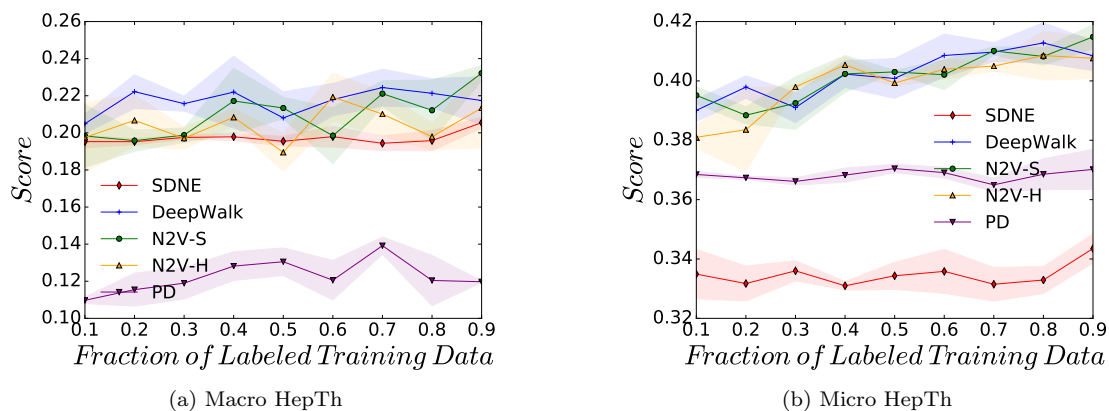 0.26
0.24
0.22
0.20
0.18
0.16
0.14
0.12
0.10
Score
SDNE
DeepWalk
N2V-S
N2V-H
PD
0.1 0.2 0.3 0.4 0.5 0.6 0.7 0.8 0.9
Fraction of Labeled Training Data
(a) Macro HepTh
0.42
0.40
0.38
0.36
0.34
0.32
Score
SDNE
DeepWalk
N2V-S
N2V-H
PD
0.1 0.2 0.3 0.4 0.5 0.6 0.7 0.8 0.9
Fraction of Labeled Training Data
(b) Micro HepTh